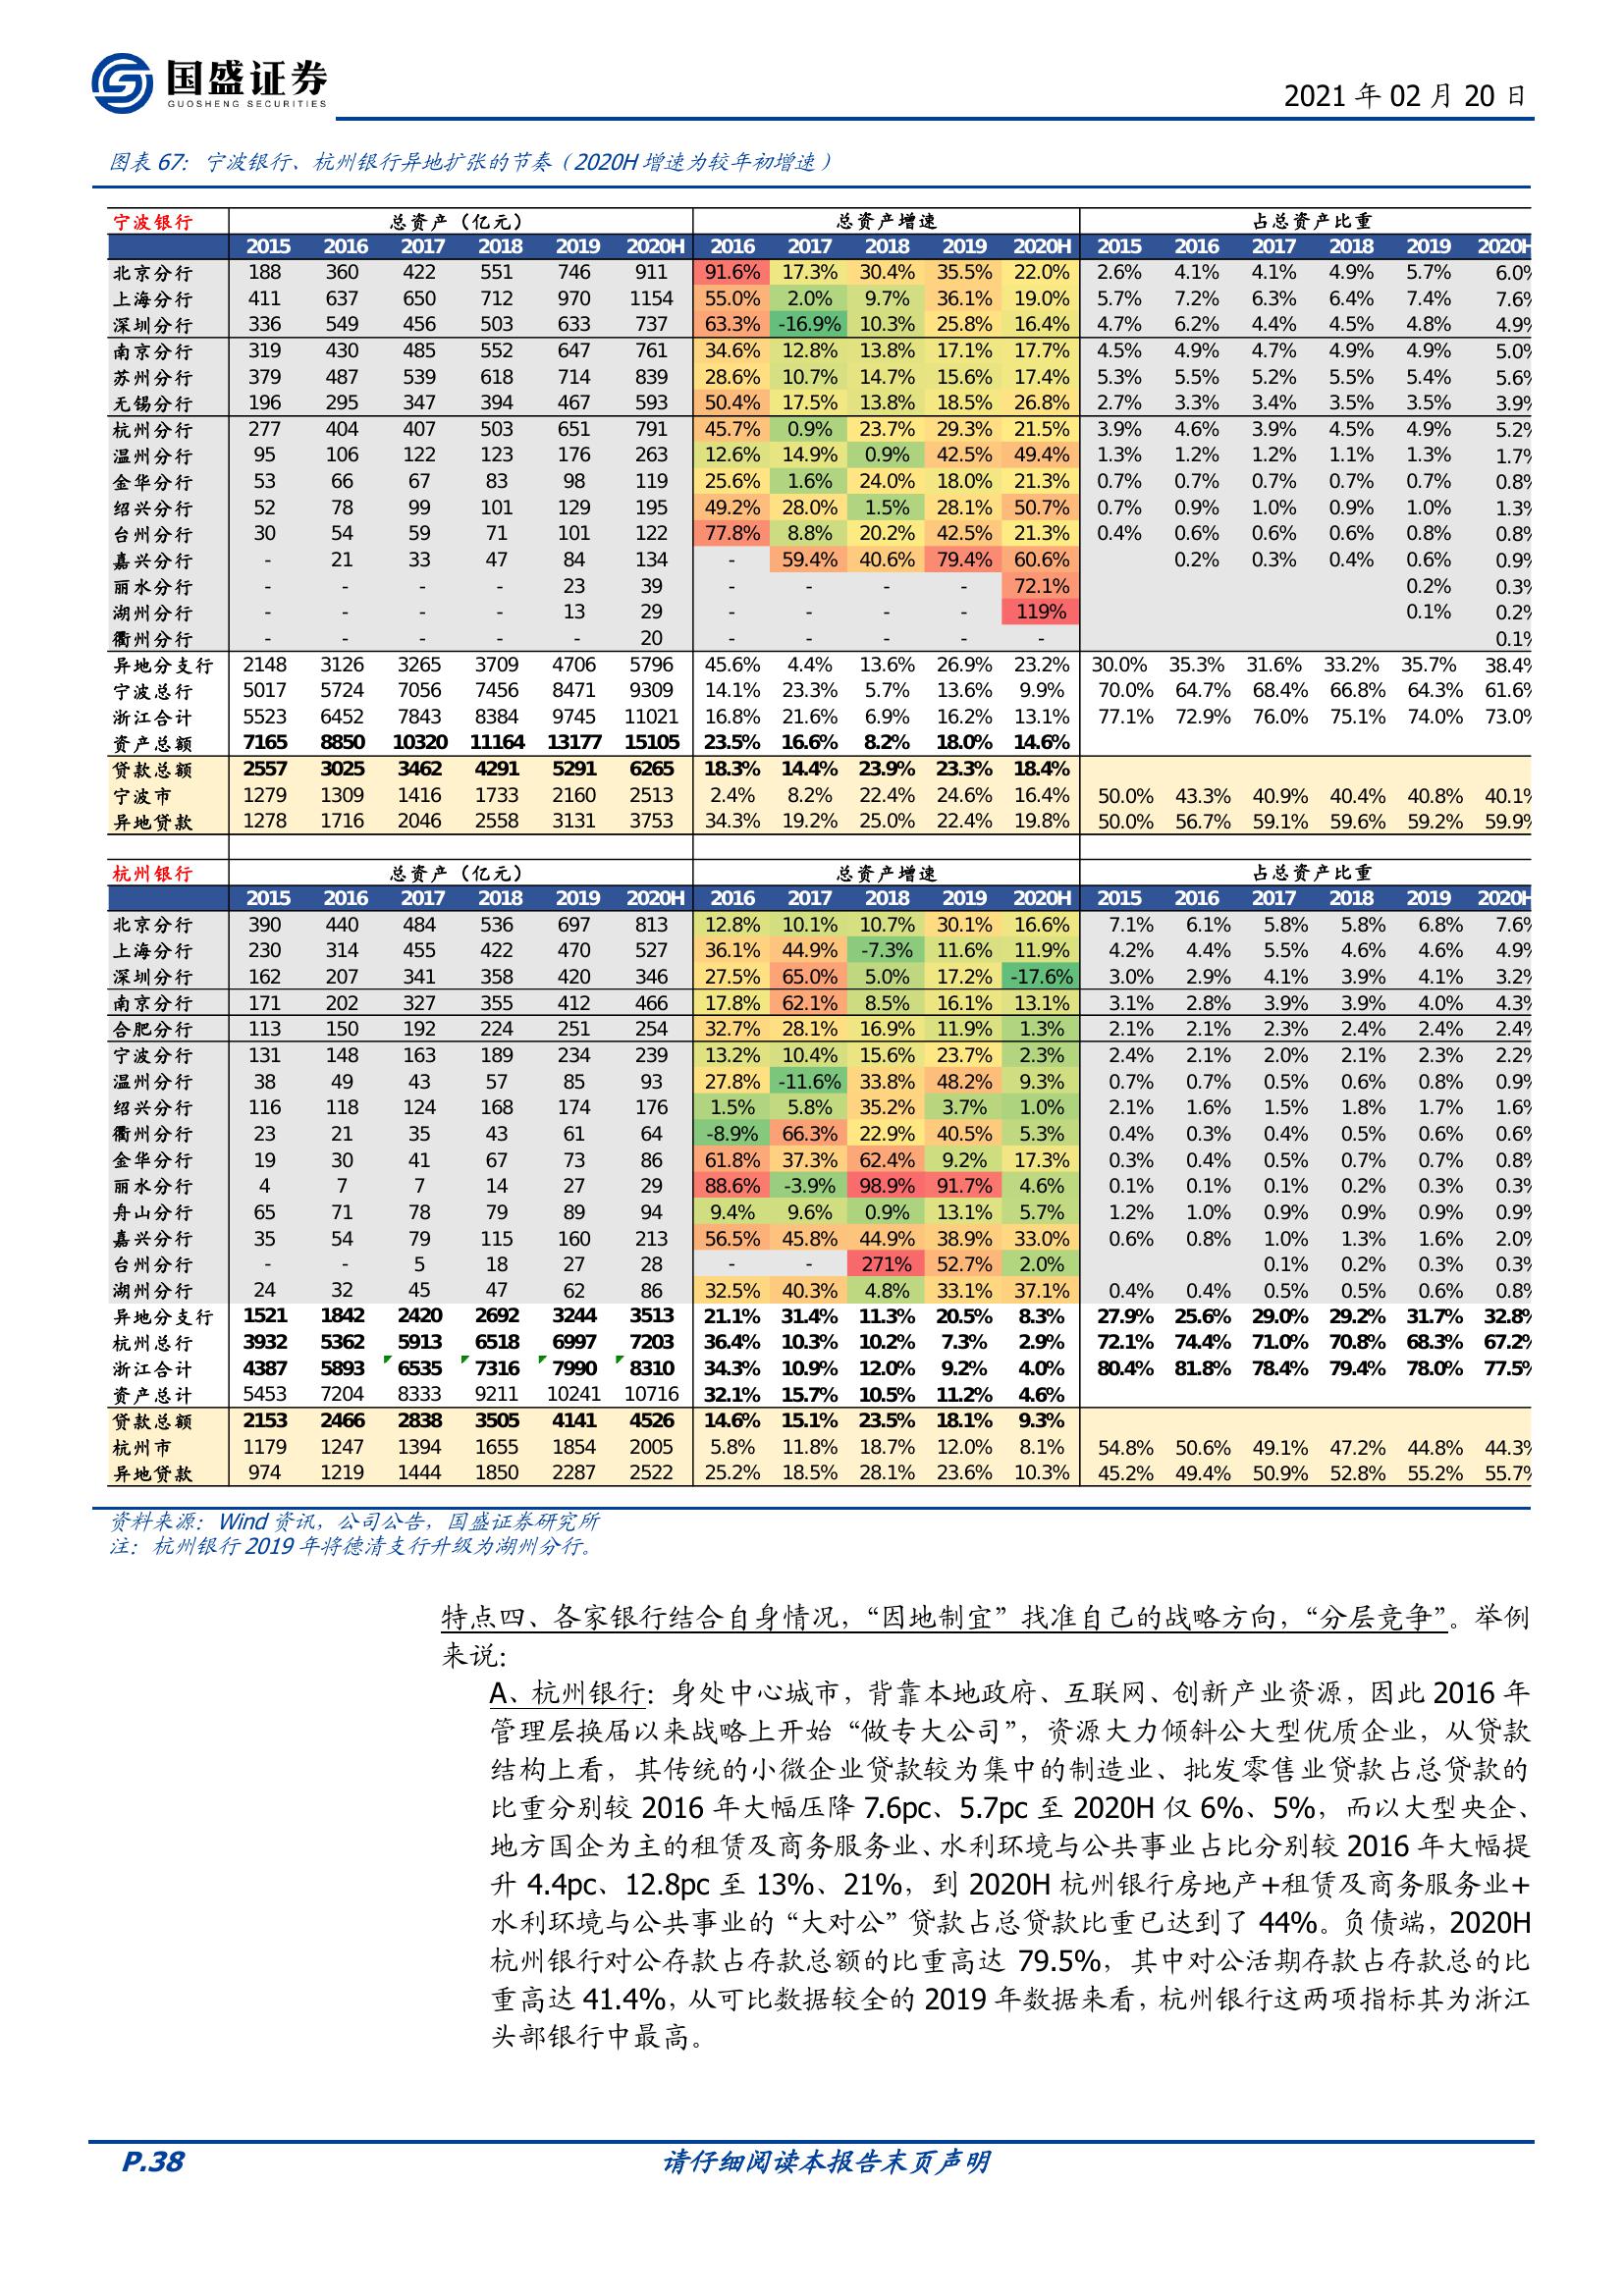 国盛证券
GUOSHENG SECURITIES
2021 年 02 月 20 日
图表 67：宁波银行、杭州银行异地扩张的节奏（2020H 增速为较年初增速）
宁波银行 总资产（亿元） 总资产增速 占总资产比重
2015 2016 2017 2018 2019 2020H 2016 2017 2018 2019 2020H 2015 2016 2017 2018 2019 2020H
北京分行 188 360 422 551 746 911 91.6% 17.3% 30.4% 35.5% 22.0% 2.6% 4.1% 4.1% 4.9% 5.7% 6.0%
上海分行 411 637 650 712 970 1154 55.0% 2.0% 9.7% 36.1% 19.0% 5.7% 7.2% 6.3% 6.4% 7.4% 7.6%
深圳分行 336 549 456 503 633 737 63.3% -16.9% 10.3% 25.8% 16.4% 4.7% 6.2% 4.4% 4.5% 4.8% 4.9%
南京分行 319 430 485 552 647 761 34.6% 12.8% 13.8% 17.1% 17.7% 4.5% 4.9% 4.7% 4.9% 4.9% 5.0%
苏州分行 379 487 539 618 714 839 28.6% 10.7% 14.7% 15.6% 17.4% 5.3% 5.5% 5.2% 5.5% 5.4% 5.6%
无锡分行 196 295 347 394 467 593 50.4% 17.5% 13.8% 18.5% 26.8% 2.7% 3.3% 3.4% 3.5% 3.5% 3.9%
杭州分行 277 404 407 503 651 791 45.7% 0.9% 23.7% 29.3% 21.5% 3.9% 4.6% 3.9% 4.5% 4.9% 5.2%
温州分行 95 106 122 123 176 263 12.6% 14.9% 0.9% 42.5% 49.4% 1.3% 1.2% 1.2% 1.1% 1.3% 1.7%
金华分行 53 66 67 83 98 119 25.6% 1.6% 24.0% 18.0% 21.3% 0.7% 0.7% 0.7% 0.7% 0.7% 0.8%
绍兴分行 52 78 99 101 129 195 49.2% 28.0% 1.5% 28.1% 50.7% 0.7% 0.9% 1.0% 0.9% 1.0% 1.3%
台州分行 30 54 59 71 101 122 77.8% 8.8% 20.2% 42.5% 21.3% 0.4% 0.6% 0.6% 0.6% 0.8% 0.8%
嘉兴分行 - 21 33 47 84 134 - 59.4% 40.6% 79.4% 60.6% 0.2% 0.3% 0.4% 0.6% 0.9%
丽水分行 - - - - 23 39 - - - - 72.1% 0.2% 0.3%
湖州分行 - - - - 13 29 - - - - 119% 0.1% 0.2%
衢州分行 - - - - - 20 - - - - - 0.1%
异地分支行 2148 3126 3265 3709 4706 5796 45.6% 4.4% 13.6% 26.9% 23.2% 30.0% 35.3% 31.6% 33.2% 35.7% 38.4%
宁波总行 5017 5724 7056 7456 8471 9309 14.1% 23.3% 5.7% 13.6% 9.9% 70.0% 64.7% 68.4% 66.8% 64.3% 61.6%
浙江合计 5523 6452 7843 8384 9745 11021 16.8% 21.6% 6.9% 16.2% 13.1% 77.1% 72.9% 76.0% 75.1% 74.0% 73.0%
资产总额 7165 8850 10320 11164 13177 15105 23.5% 16.6% 8.2% 18.0% 14.6%
贷款总额 2557 3025 3462 4291 5291 6265 18.3% 14.4% 23.9% 23.3% 18.4%
宁波市 1279 1309 1416 1733 2160 2513 2.4% 8.2% 22.4% 24.6% 16.4% 50.0% 43.3% 40.9% 40.4% 40.8% 40.1%
异地贷款 1278 1716 2046 2558 3131 3753 34.3% 19.2% 25.0% 22.4% 19.8% 50.0% 56.7% 59.1% 59.6% 59.2% 59.9%
杭州银行 总资产（亿元） 总资产增速 占总资产比重
2015 2016 2017 2018 2019 2020H 2016 2017 2018 2019 2020H 2015 2016 2017 2018 2019 2020H
北京分行 390 440 484 536 697 813 12.8% 10.1% 10.7% 30.1% 16.6% 7.1% 6.1% 5.8% 5.8% 6.8% 7.6%
上海分行 230 314 455 422 470 527 36.1% 44.9% -7.3% 11.6% 11.9% 4.2% 4.4% 5.5% 4.6% 4.6% 4.9%
深圳分行 162 207 341 358 420 346 27.5% 65.0% 5.0% 17.2% -17.6% 3.0% 2.9% 4.1% 3.9% 4.1% 3.2%
南京分行 171 202 327 355 412 466 17.8% 62.1% 8.5% 16.1% 13.1% 3.1% 2.8% 3.9% 3.9% 4.0% 4.3%
合肥分行 113 150 192 224 251 254 32.7% 28.1% 16.9% 11.9% 1.3% 2.1% 2.1% 2.3% 2.4% 2.4% 2.4%
宁波分行 131 148 163 189 234 239 13.2% 10.4% 15.6% 23.7% 2.3% 2.4% 2.1% 2.0% 2.1% 2.3% 2.2%
温州分行 38 49 43 57 85 93 27.8% -11.6% 33.8% 48.2% 9.3% 0.7% 0.7% 0.5% 0.6% 0.8% 0.9%
绍兴分行 116 118 124 168 174 176 1.5% 5.8% 35.2% 3.7% 1.0% 2.1% 1.6% 1.5% 1.8% 1.7% 1.6%
衢州分行 23 21 35 43 61 64 -8.9% 66.3% 22.9% 40.5% 5.3% 0.4% 0.3% 0.4% 0.5% 0.6% 0.6%
金华分行 19 30 41 67 73 86 61.8% 37.3% 62.4% 9.2% 17.3% 0.3% 0.4% 0.5% 0.7% 0.7% 0.8%
丽水分行 4 7 7 14 27 29 88.6% -3.9% 98.9% 91.7% 4.6% 0.1% 0.1% 0.1% 0.2% 0.3% 0.3%
舟山分行 65 71 78 79 89 94 9.4% 9.6% 0.9% 13.1% 5.7% 1.2% 1.0% 0.9% 0.9% 0.9% 0.9%
嘉兴分行 35 54 79 115 160 213 56.5% 45.8% 44.9% 38.9% 33.0% 0.6% 0.8% 1.0% 1.3% 1.6% 2.0%
台州分行 - - 5 18 27 28 - - 271% 52.7% 2.0% 0.1% 0.2% 0.3% 0.3%
湖州分行 24 32 45 47 62 86 32.5% 40.3% 4.8% 33.1% 37.1% 0.4% 0.4% 0.5% 0.5% 0.6% 0.8%
异地分支行 1521 1842 2420 2692 3244 3513 21.1% 31.4% 11.3% 20.5% 8.3% 27.9% 25.6% 29.0% 29.2% 31.7% 32.8%
杭州总行 3932 5362 5913 6518 6997 7203 36.4% 10.3% 10.2% 7.3% 2.9% 72.1% 74.4% 71.0% 70.8% 68.3% 67.2%
浙江合计 4387 5893 6535 7316 7990 8310 34.3% 10.9% 12.0% 9.2% 4.0% 80.4% 81.8% 78.4% 79.4% 78.0% 77.5%
资产总计 5453 7204 8333 9211 10241 10716 32.1% 15.7% 10.5% 11.2% 4.6%
贷款总额 2153 2466 2838 3505 4141 4526 14.6% 15.1% 23.5% 18.1% 9.3%
杭州市 1179 1247 1394 1655 1854 2005 5.8% 11.8% 18.7% 12.0% 8.1% 54.8% 50.6% 49.1% 47.2% 44.8% 44.3%
异地贷款 974 1219 1444 1850 2287 2522 25.2% 18.5% 28.1% 23.6% 10.3% 45.2% 49.4% 50.9% 52.8% 55.2% 55.7%
资料来源：Wind 资讯，公司公告，国盛证券研究所
注：杭州银行 2019 年将德清支行升级为湖州分行。
特点四、各家银行结合自身情况，“因地制宜”找准自己的战略方向，“分层竞争”。举例
来说：
A、杭州银行：身处中心城市，背靠本地政府、互联网、创新产业资源，因此 2016 年
管理层换届以来战略上开始“做专大公司”，资源大力倾斜公大型优质企业，从贷款
结构上看，其传统的小微企业贷款较为集中的制造业、批发零售业贷款占总贷款的
比重分别较 2016 年大幅压降 7.6pc、5.7pc 至 2020H 仅 6%、5%，而以大型央企、
地方国企为主的租赁及商务服务业、水利环境与公共事业占比分别较 2016 年大幅提
升 4.4pc、12.8pc 至 13%、21%，到 2020H 杭州银行房地产+租赁及商务服务业+
水利环境与公共事业的“大对公”贷款占总贷款比重已达到了 44%。负债端，2020H
杭州银行对公存款占存款总额的比重高达 79.5%，其中对公活期存款占存款总的比
重高达 41.4%，从可比数据较全的 2019 年数据来看，杭州银行这两项指标其为浙江
头部银行中最高。
P.38 请仔细阅读本报告末页声明